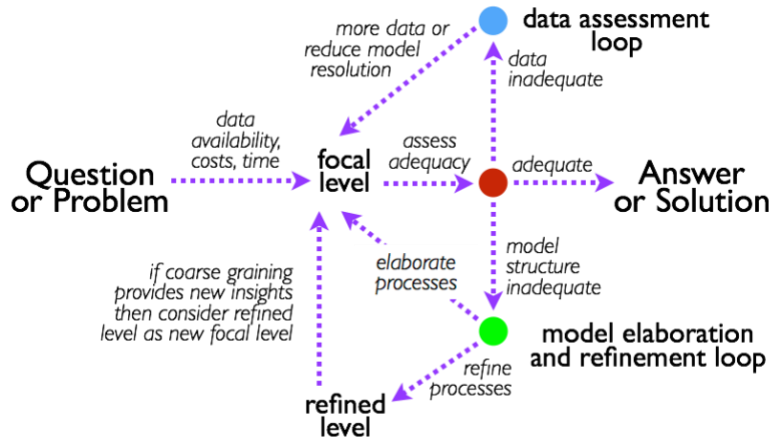 more data or
reduce model
resolution
data assessment
loop
data
inadequate
data
availability,
costs, time
Question
or Problem
focal
level
assess
adequacy
adequate
Answer
or Solution
if coarse graining
provides new insights
then consider refined
level as new focal level
elaborate
processes
model
structure
inadequate
model elaboration
and refinement loop
refine
processes
refined
level